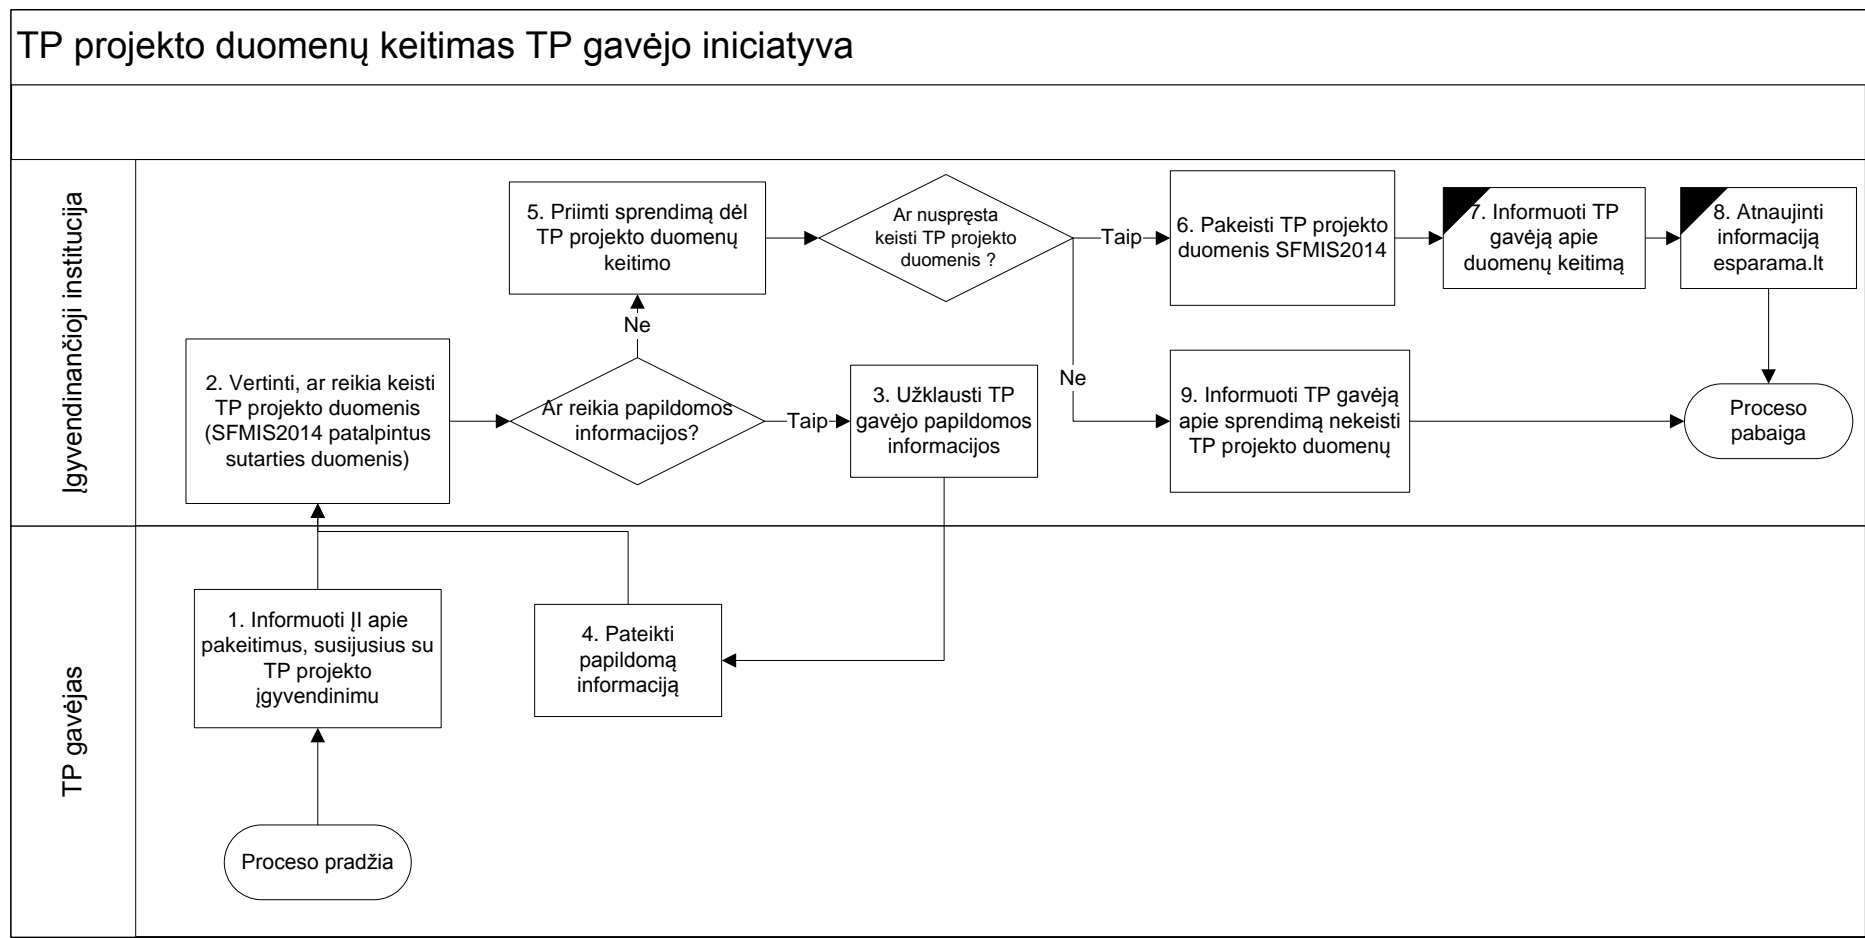 TP projekto duomenų keitimas TP gavėjo iniciatyva
Įgyvendinančioji institucija
5. Priimti sprendimą dėl
TP projekto duomenų
keitimo
Ar nuspręsta
keisti TP projekto
duomenis ?
Taip
6. Pakeisti TP projekto
duomenis SFMIS2014
7. Informuoti TP
gavėją apie
duomenų keitimą
8. Atnaujinti
informaciją
esparama.lt
Ne
2. Vertinti, ar reikia keisti
TP projekto duomenis
(SFMIS2014 patalpintus
sutarties duomenis)
Ar reikia papildomos
informacijos?
Taip
3. Užklausti TP
gavėjo papildomos
informacijos
Ne
9. Informuoti TP gavėją
apie sprendimą nekeisti
TP projekto duomenų
Proceso
pabaiga
TP gavėjas
1. Informuoti ĮI apie
pakeitimus, susijusius su
TP projekto
įgyvendinimu
4. Pateikti
papildomą
informaciją
Proceso pradžia